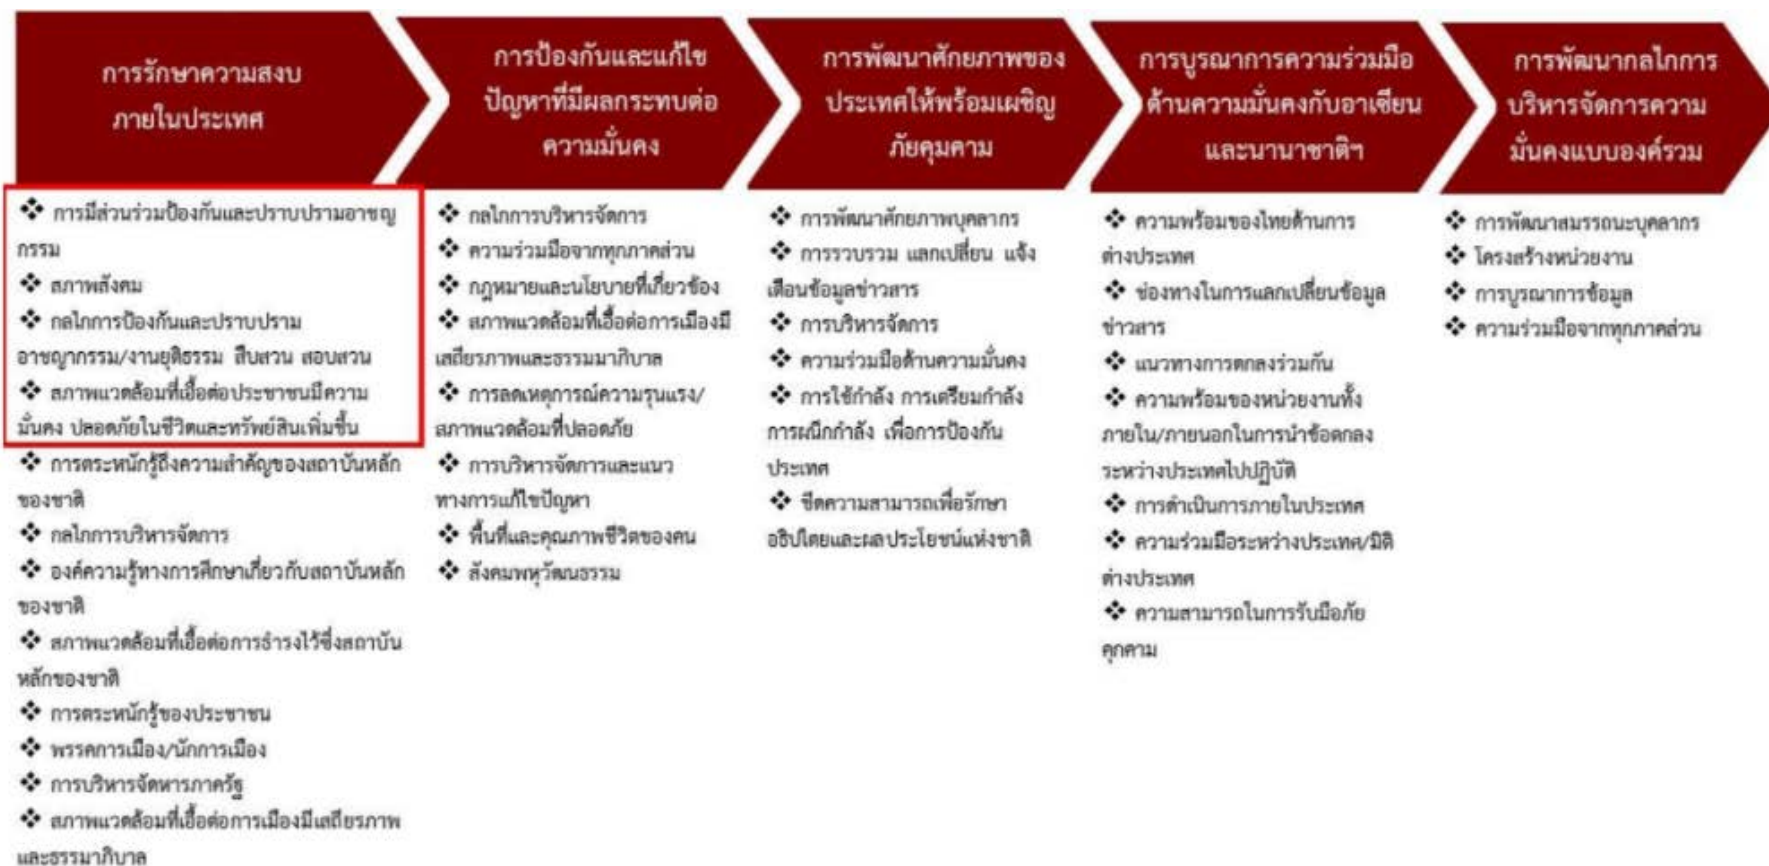 การรักษาความสงบ
ภายในประเทศ
การป้องกันและแก้ไข
ปัญหาที่มีผลกระทบต่อ
ความมั่นคง
การพัฒนาศักยภาพของ
ประเทศให้พร้อมเผชิญ
ภัยคุมคาม
การบูรณาการความร่วมมือ
ด้านความมั่นคงกับอาเซียน
และนานาชาติฯ
การพัฒนากลไกการ
บริหารจัดการความ
มั่นคงแบบองค์รวม
❖ การมีส่วนร่วมป้องกันและปราบปรามอาชญ
กรรม
❖ สภาพสังคม
❖ กลไกการป้องกันและปราบปราม
อาชญากรรม/งานยุติธรรม สืบสวน สอบสวน
❖ สภาพแวดล้อมที่เอื้อต่อประชาชนมีความ
มั่นคง ปลอดภัยในชีวิตและทรัพย์สินเพิ่มขึ้น
❖ การตระหนักรู้ถึงความสำคัญของสถาบันหลัก
ของชาติ
❖ กลไกการบริหารจัดการ
❖ องค์ความรู้ทางการศึกษาเกี่ยวกับสถาบันหลัก
ของชาติ
❖ สภาพแวดล้อมที่เอื้อต่อการธำรงไว้ซึ่งสถาบัน
หลักของชาติ
❖ การตระหนักรู้ของประชาชน
❖ พรรคการเมือง/นักการเมือง
❖ การบริหารจัดหารภาครัฐ
❖ สภาพแวดล้อมที่เอื้อต่อการเมืองมีเสถียรภาพ
และธรรมาภิบาล
❖ กลไกการบริหารจัดการ
❖ ความร่วมมือจากทุกภาคส่วน
❖ กฎหมายและนโยบายที่เกี่ยวข้อง
❖ สภาพแวดล้อมที่เอื้อต่อการเมืองมี
เสถียรภาพและธรรมมาภิบาล
❖ การลดเหตุการณ์ความรุนแรง/
สภาพแวดล้อมที่ปลอดภัย
❖ การบริหารจัดการและแนว
ทางการแก้ไขปัญหา
❖ พื้นที่และคุณภาพชีวิตของคน
❖ สังคมพหุวัฒนธรรม
❖ การพัฒนาศักยภาพบุคลากร
❖ การรวบรวม แลกเปลี่ยน แจ้ง
เตือนข้อมูลข่าวสาร
❖ การบริหารจัดการ
❖ ความร่วมมือด้านความมั่นคง
❖ การใช้กำลัง การเตรียมกำลัง
การผนึกกำลัง เพื่อการป้องกัน
ประเทศ
❖ ขีดความสามารถเพื่อรักษา
อธิปไตยและผลประโยชน์แห่งชาติ
❖ ความพร้อมของไทยด้านการ
ต่างประเทศ
❖ ช่องทางในการแลกเปลี่ยนข้อมูล
ข่าวสาร
❖ แนวทางการตกลงร่วมกัน
❖ ความพร้อมของหน่วยงานทั้ง
ภายใน/ภายนอกในการนำข้อตกลง
ระหว่างประเทศไปปฏิบัติ
❖ การดำเนินการภายในประเทศ
❖ ความร่วมมือระหว่างประเทศ/มิติ
ต่างประเทศ
❖ ความสามารถในการรับมือภัย
คุกคาม
❖ การพัฒนาสมรรถนะบุคลากร
❖ โครงสร้างหน่วยงาน
❖ การบูรณาการข้อมูล
❖ ความร่วมมือจากทุกภาคส่วน